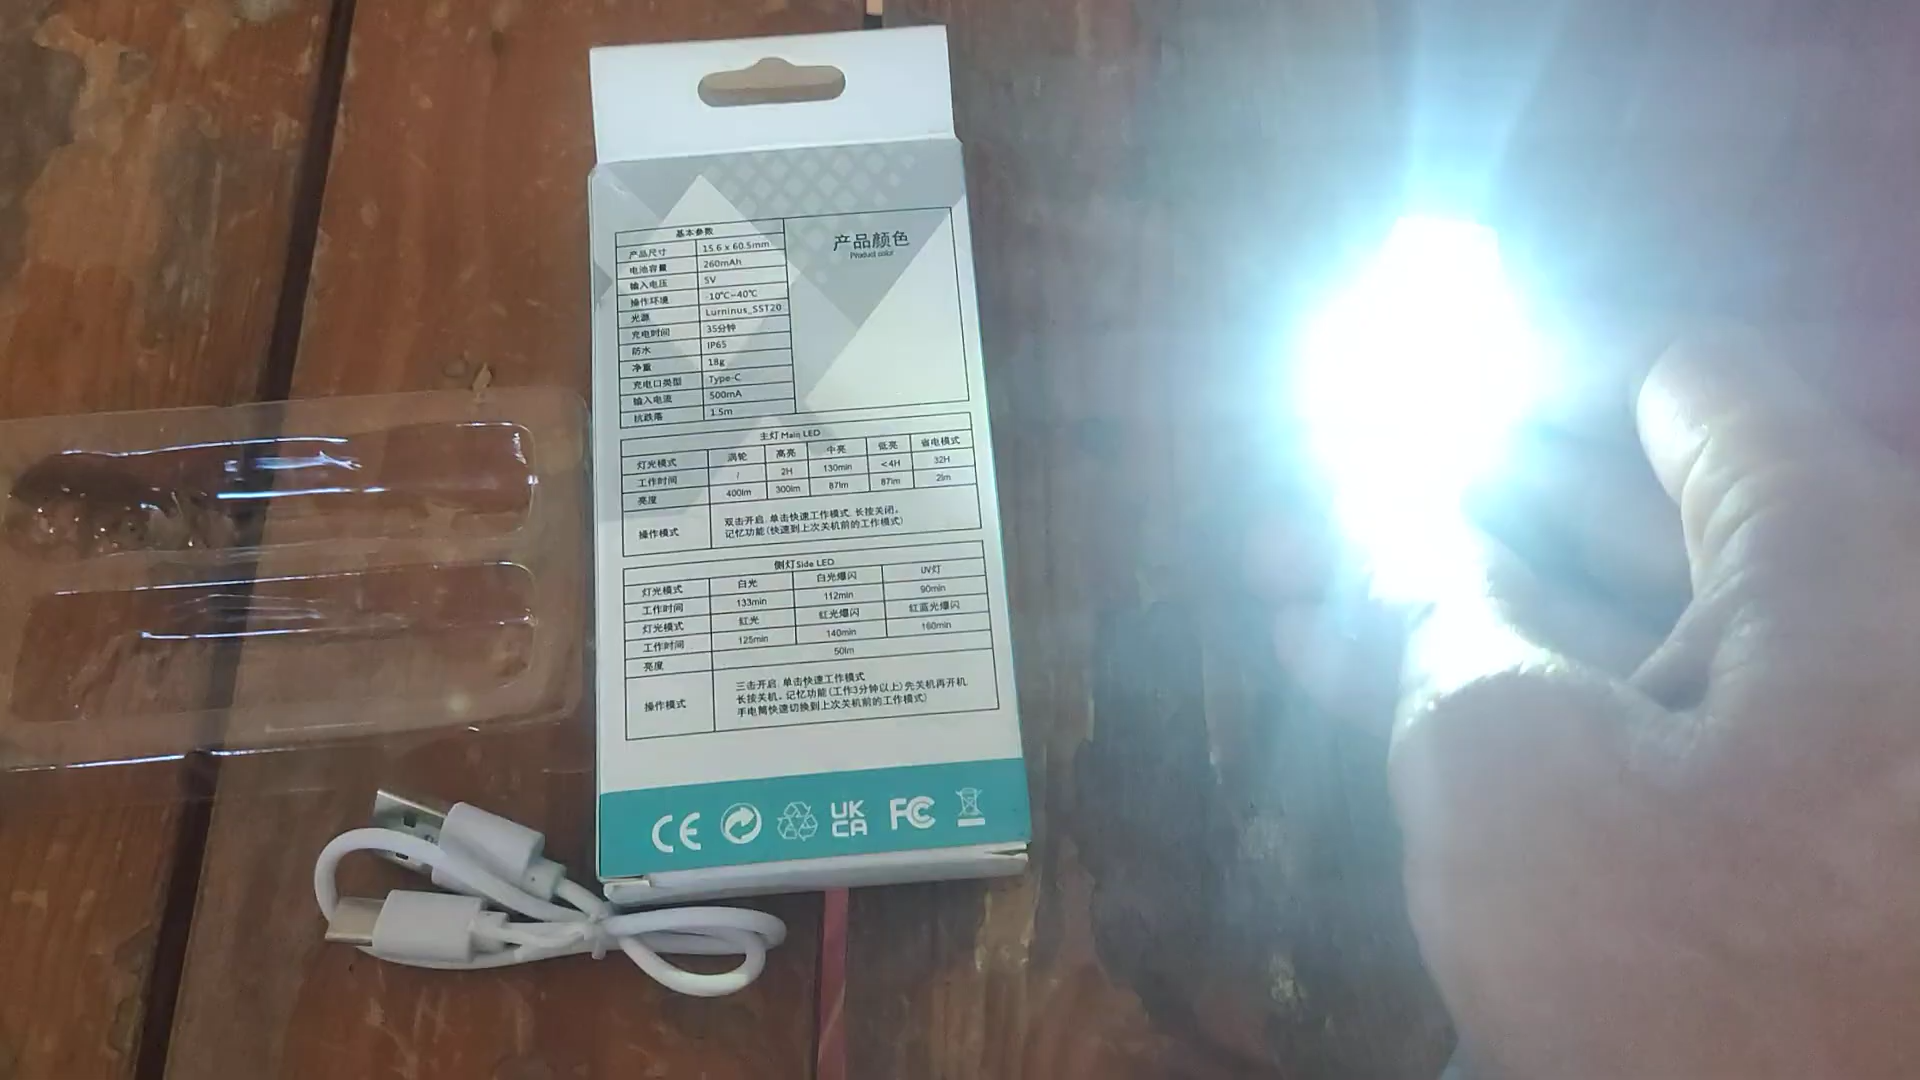 基本参数
产品尺寸 15.6 x 60.5mm
电池容量 260mAh
输入电压 5V
操作环境 -10℃~40℃
光源 Lurninus_SST20
充电时间 35分钟
防水 IP65
净重 18g
充电口类型 Type-C
输入电流 500mA
抗跌落 1.5m
产品颜色
Product color
主灯 Main LED
灯光模式 涡轮 高亮 中亮 低亮 省电模式
工作时间 / 2H 130min <4H 32H
亮度 400lm 300lm 87lm 87lm 2lm
操作模式 双击开启, 单击快速工作模式, 长按关闭。
记忆功能(快速到上次关机前的工作模式)
侧灯 Side LED
灯光模式 白光 白光爆闪 UV灯
工作时间 133min 112min 90min
灯光模式 红光 红光爆闪 红蓝光爆闪
工作时间 125min 140min 160min
亮度 50lm
操作模式 三击开启, 单击快速工作模式
长按关机。记忆功能(工作3分钟以上)先关机再开机
手电筒快速切换到上次关机前的工作模式)
CE UK CA FC